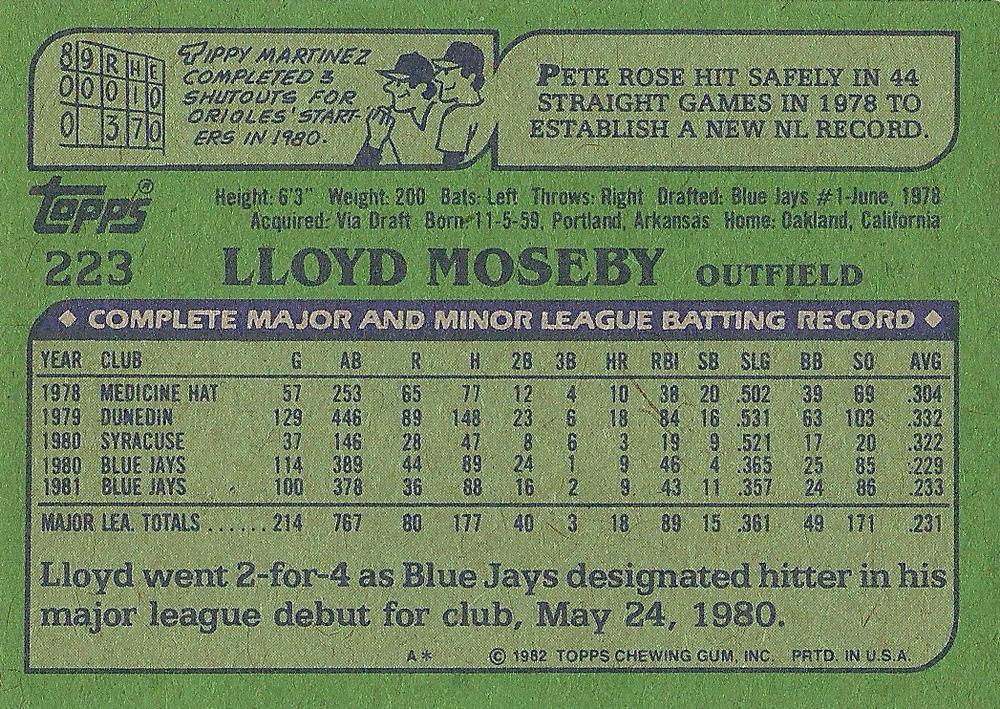 8 9 R H E
0 0 0 1 0
0 3 7 0
TIPPY MARTINEZ
COMPLETED 3
SHUTOUTS FOR
ORIOLES' START-
ERS IN 1980.
PETE ROSE HIT SAFELY IN 44
STRAIGHT GAMES IN 1978 TO
ESTABLISH A NEW NL RECORD.
Topps®
Height: 6'3" Weight: 200 Bats: Left Throws: Right Drafted: Blue Jays #1-June, 1978
Acquired: Via Draft Born: 11-5-59, Portland, Arkansas Home: Oakland, California
223 LLOYD MOSEBY OUTFIELD
◆ COMPLETE MAJOR AND MINOR LEAGUE BATTING RECORD ◆
YEAR CLUB G AB R H 2B 3B HR RBI SB SLG BB SO AVG
1978 MEDICINE HAT 57 253 65 77 12 4 10 38 20 .502 39 69 .304
1979 DUNEDIN 129 446 89 148 23 6 18 84 16 .531 63 103 .332
1980 SYRACUSE 37 146 28 47 8 6 3 19 9 .521 17 20 .322
1980 BLUE JAYS 114 389 44 89 24 1 9 46 4 .365 25 85 .229
1981 BLUE JAYS 100 378 36 88 16 2 9 43 11 .357 24 86 .233
MAJOR LEA. TOTALS ...... 214 767 80 177 40 3 18 89 15 .361 49 171 .231
Lloyd went 2-for-4 as Blue Jays designated hitter in his
major league debut for club, May 24, 1980.
A* © 1982 TOPPS CHEWING GUM, INC. PRTD. IN U.S.A.